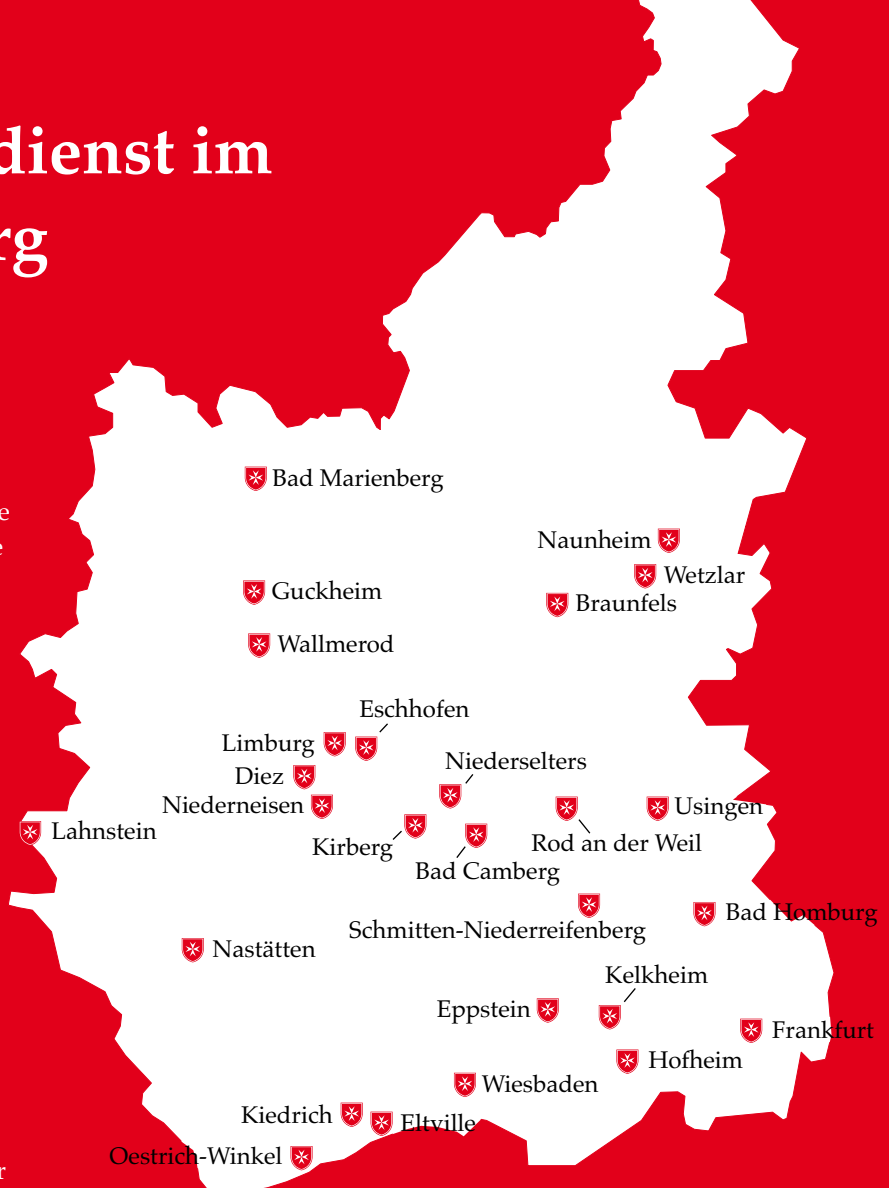 dienst im
rg
Bad Marienberg
e
Naunheim
e
Wetzlar
Guckheim
Braunfels
Wallmerod
Eschhofen
Limburg
Niederselters
Diez
Niederneisen
Usingen
Lahnstein
Kirberg
Rod an der Weil
Bad Camberg
Bad Homburg
Schmitten-Niederreifenberg
Nastätten
Kelkheim
Eppstein
Frankfurt
Hofheim
Wiesbaden
Kiedrich
Eltville
Oestrich-Winkel
r